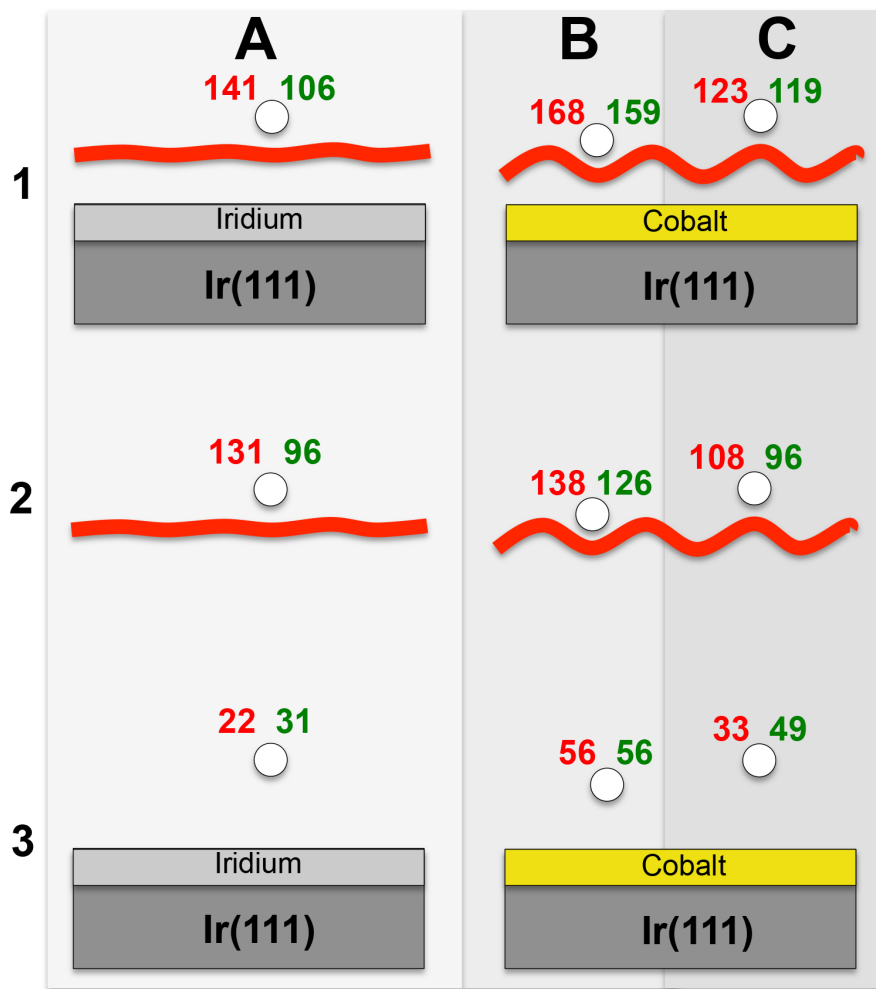 A B C
141 106
168 159
123 119
1
Iridium
Ir(111)
Cobalt
Ir(111)
131 96
138 126
108 96
2
22 31
56 56
33 49
3
Iridium
Ir(111)
Cobalt
Ir(111)